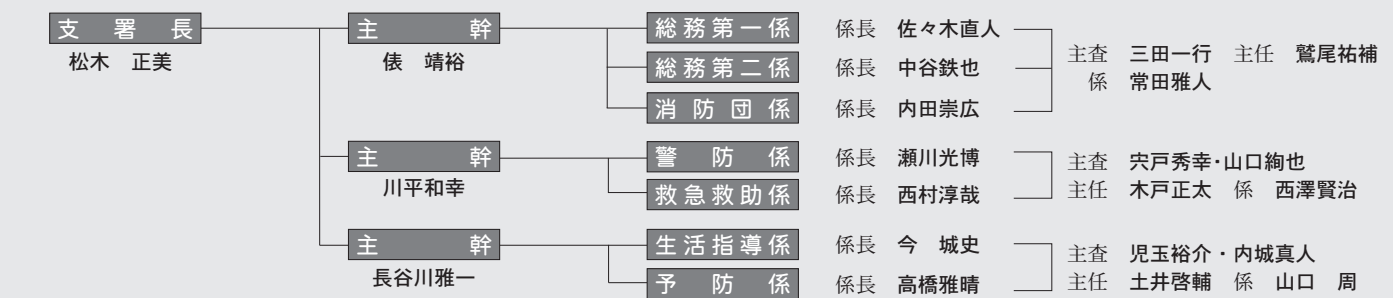 支署長
松木 正美
主幹
俵 靖裕
総務第一係 係長 佐々木直人
総務第二係 係長 中谷鉄也
消防団係 係長 内田崇広
主査 三田一行 主任 鷲尾祐補
係 常田雅人
主幹
川平和幸
警防係 係長 瀬川光博
救急救助係 係長 西村淳哉
主査 宍戸秀幸・山口絢也
主任 木戸正太 係 西澤賢治
主幹
長谷川雅一
生活指導係 係長 今 城史
予防係 係長 高橋雅晴
主査 児玉裕介・内城真人
主任 土井啓輔 係 山口 周